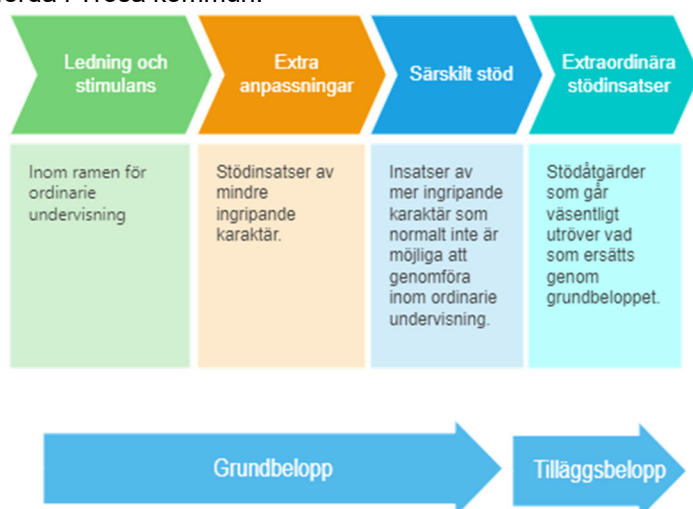 i Trosa kommun.
Ledning och
stimulans
Extra
anpassningar
Särskilt stöd
Extraordinära
stödinsatser
Inom ramen för
ordinarie
undervisning
Stödinsatser av
mindre
ingripande
karaktär.
Insatser av
mer ingripande
karaktär som
normalt inte är
möjliga att
genomföra
inom ordinarie
undervisning.
Stödåtgärder
som går
väsentligt
utröver vad
som ersätts
genom
grundbeloppet.
Grundbelopp
Tilläggsbelopp